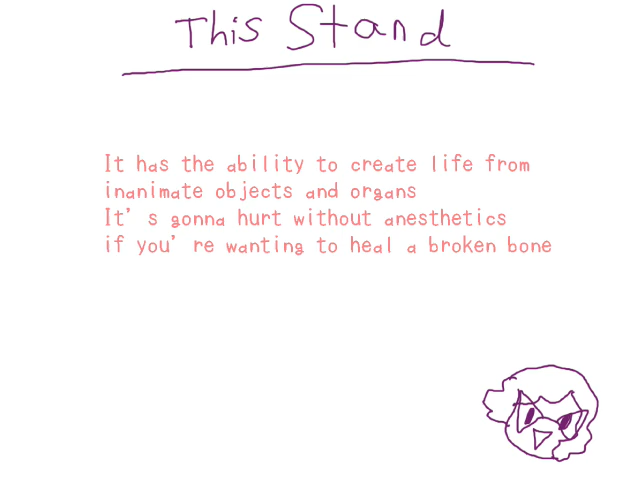 This Stand
It has the ability to create life from
inanimate objects and organs
It's gonna hurt without anesthetics
if you're wanting to heal a broken bone